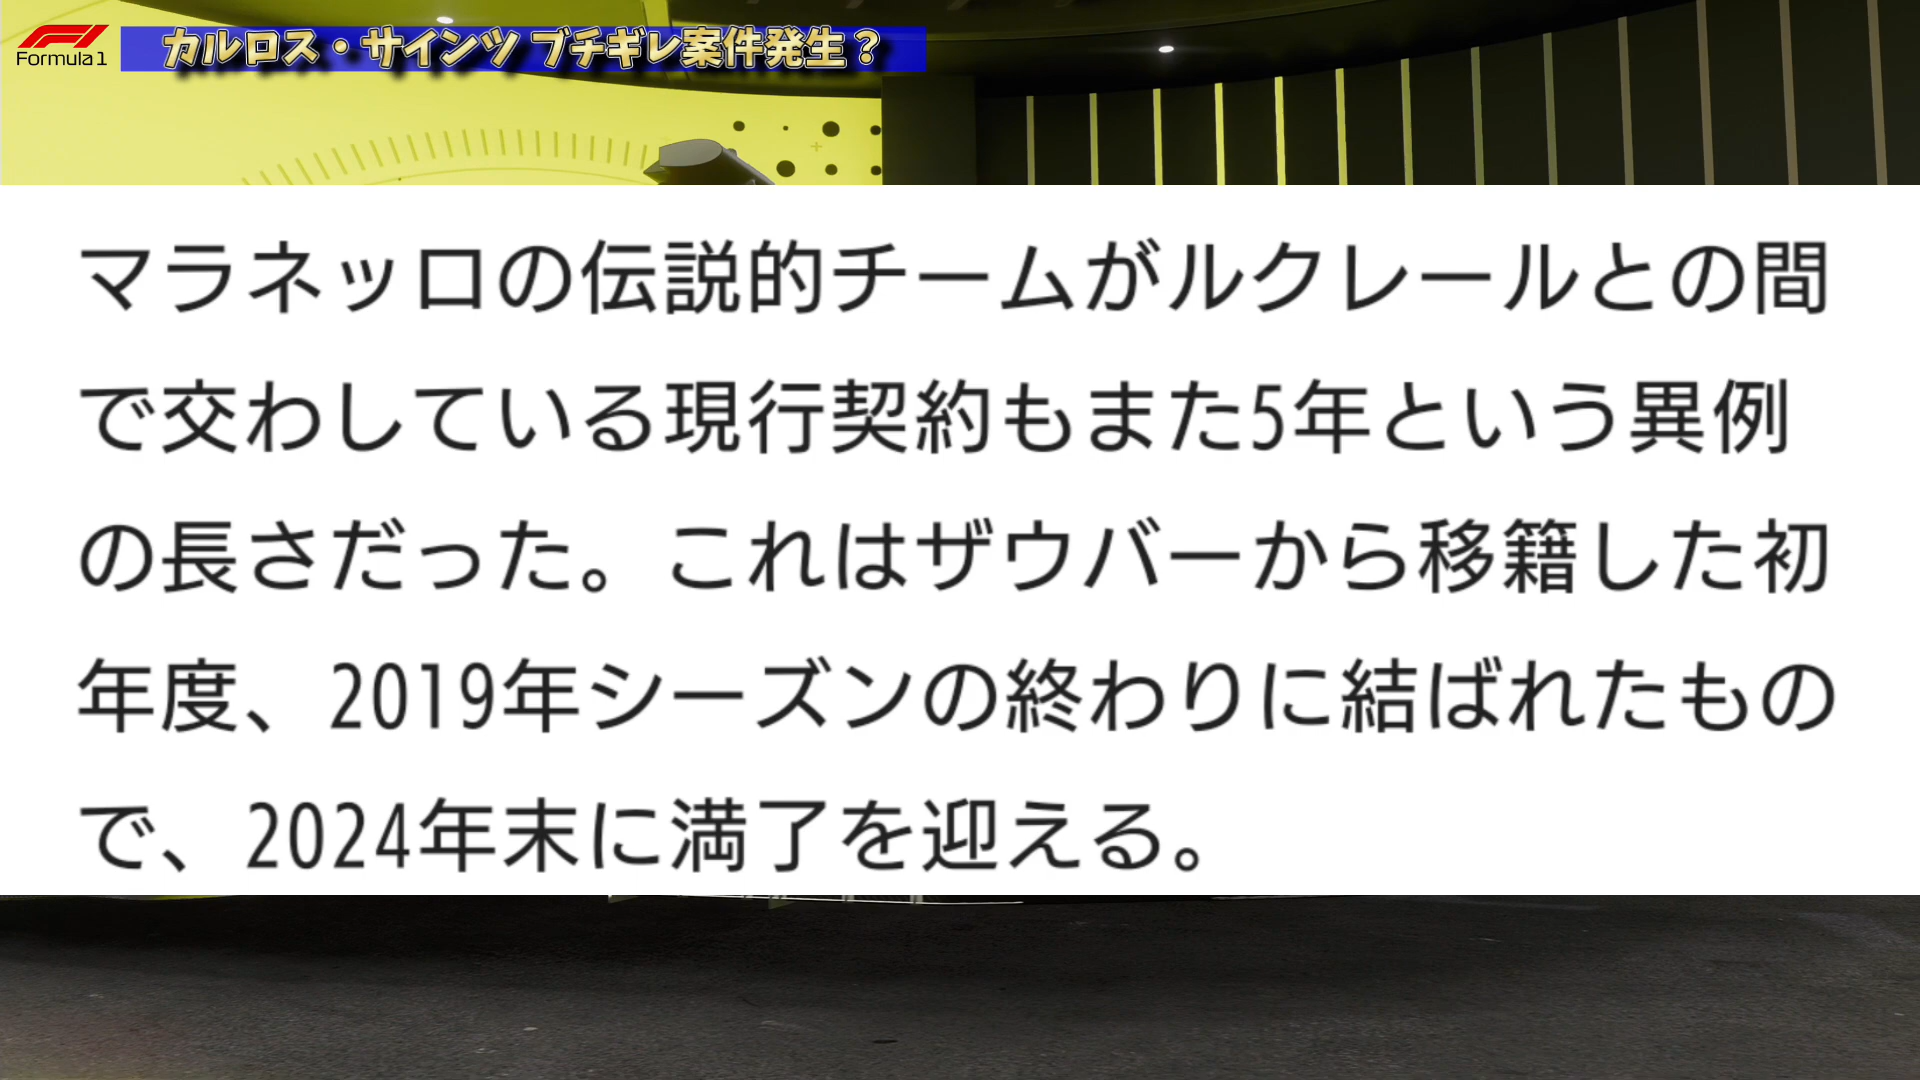 Formula 1
カルロス・サインツ ブチギレ案件発生？
マラネッロの伝説的チームがルクレールとの間
で交わしている現行契約もまた5年という異例
の長さだった。これはザウバーから移籍した初
年度、2019年シーズンの終わりに結ばれたもの
で、2024年末に満了を迎える。